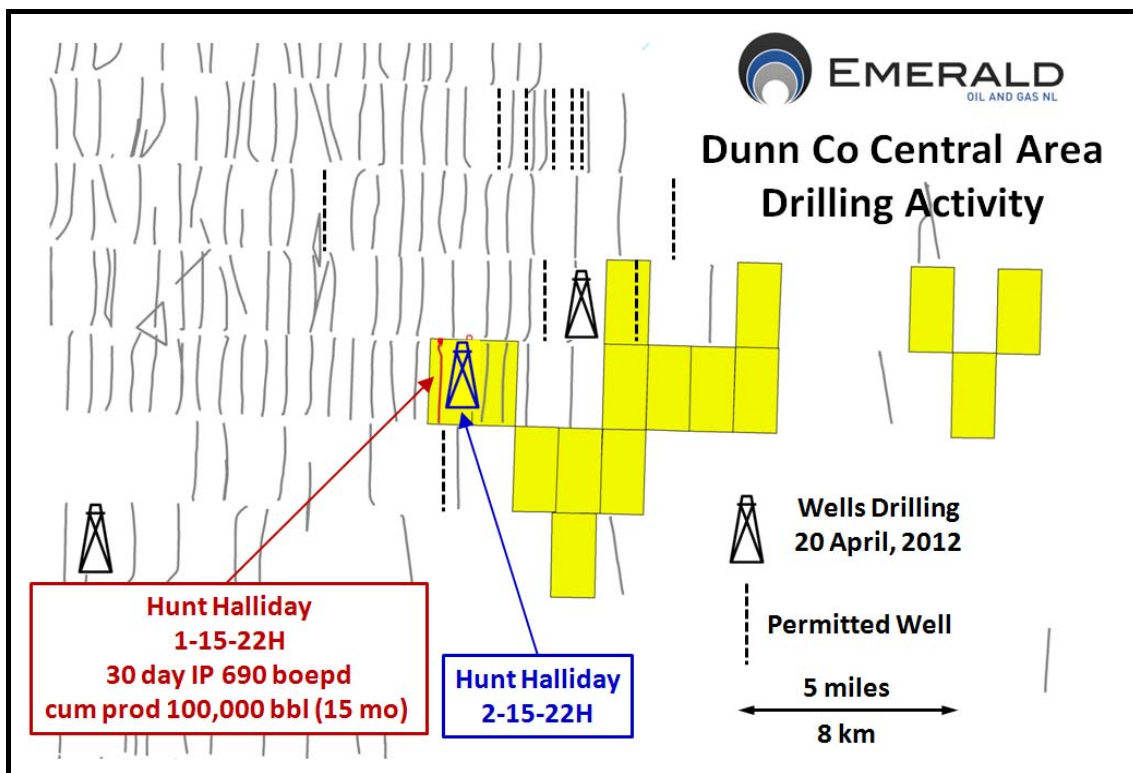 EMERALD
OIL AND GAS NL
Dunn Co Central Area
Drilling Activity
Wells Drilling
20 April, 2012
Permitted Well
5 miles
8 km
Hunt Halliday
1-15-22H
30 day IP 690 boepd
cum prod 100,000 bbl (15 mo)
Hunt Halliday
2-15-22H